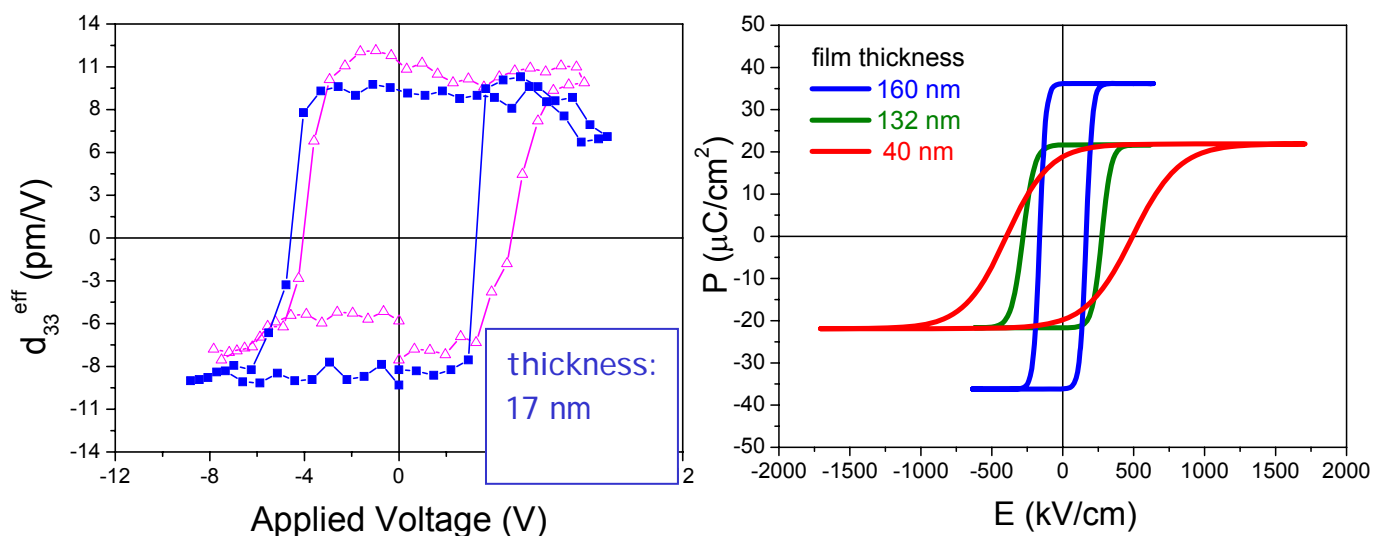 14
11
9
6
3
0
-3
-6
-9
-11
-14
d33eff (pm/V)
thickness:
17 nm
-12 -8 -4 0 2
Applied Voltage (V)
50
40
30
20
10
0
-10
-20
-30
-40
-50
P (μC/cm2)
film thickness
160 nm
132 nm
40 nm
-2000 -1500 -1000 -500 0 500 1000 1500 2000
E (kV/cm)